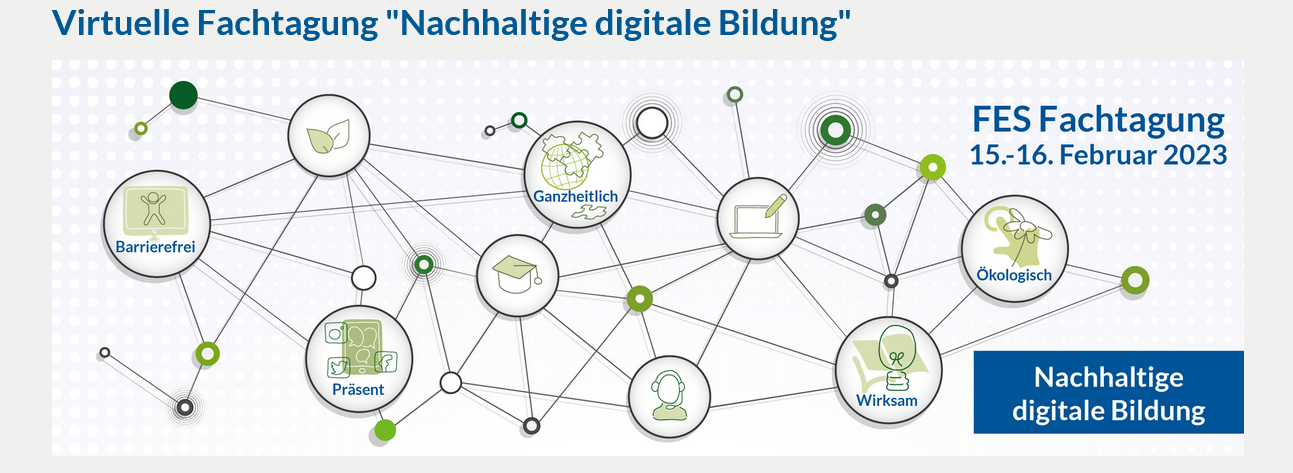 Virtuelle Fachtagung "Nachhaltige digitale Bildung"
FES Fachtagung
15.-16. Februar 2023
Ganzheitlich
Barrierefrei
Ökologisch
Präsent
Wirksam
Nachhaltige
digitale Bildung